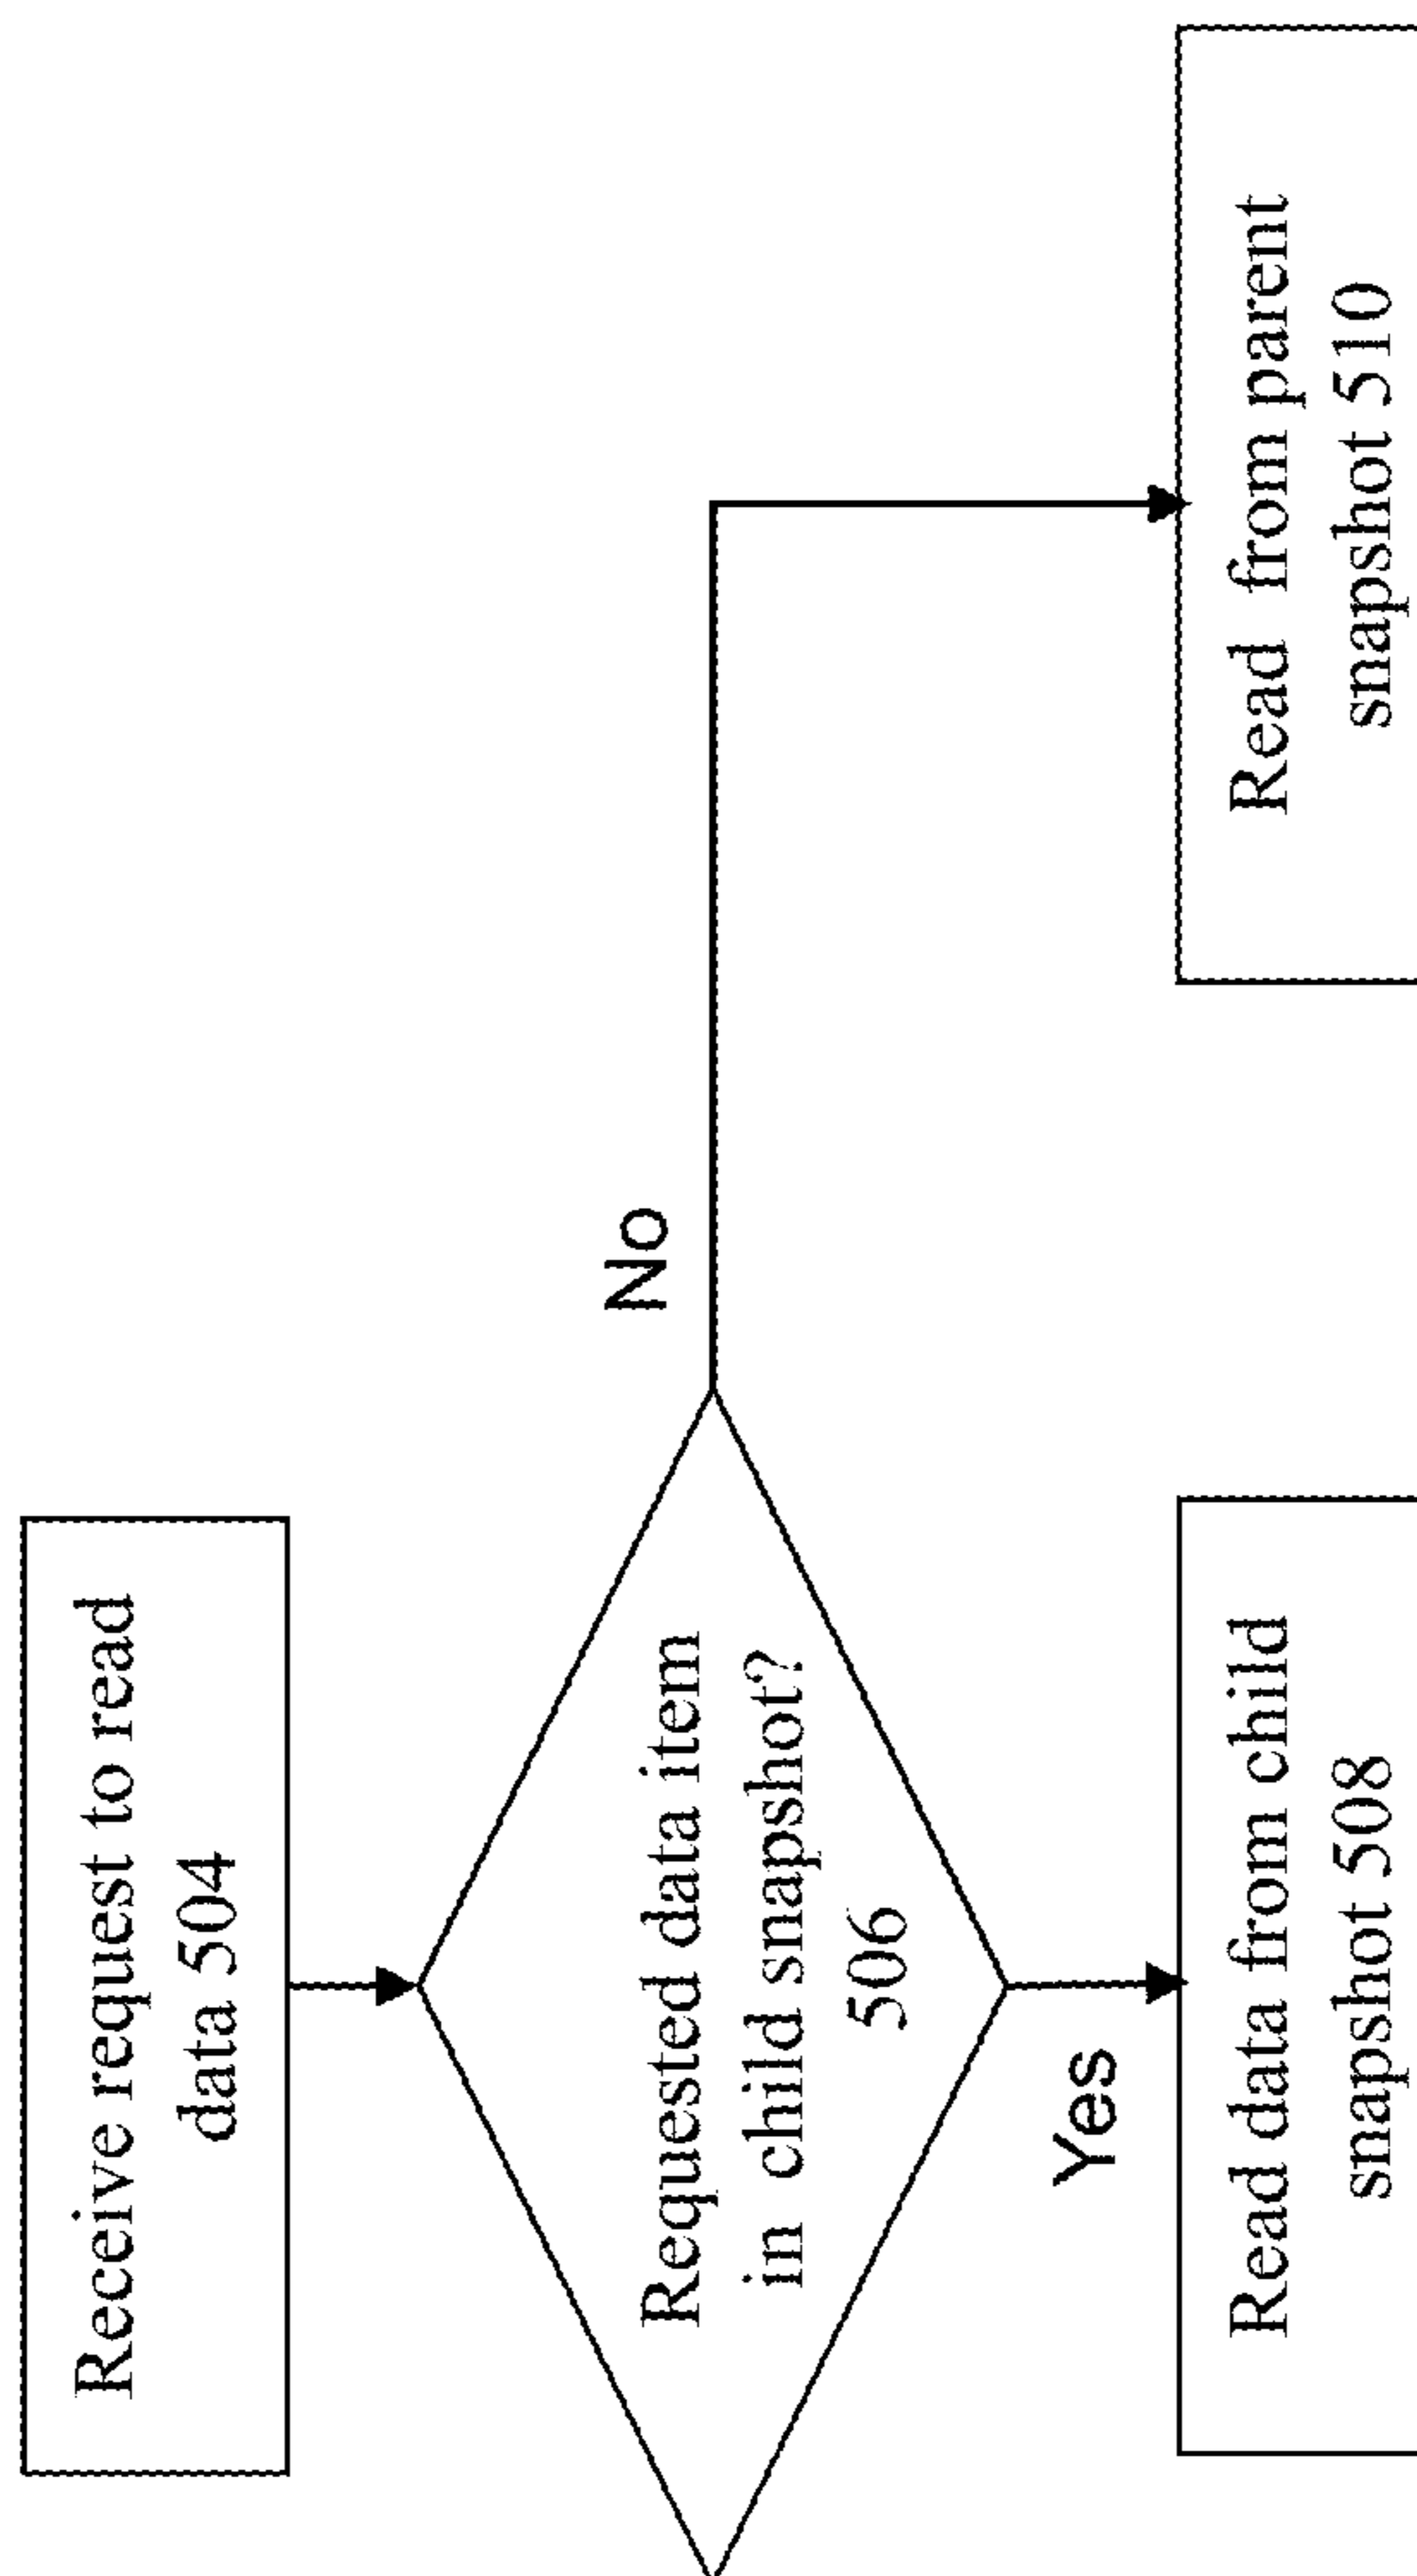 Receive request to read
data 504
Requested data item
in child snapshot?
506
No
Yes
Read data from child
snapshot 508
Read from parent
snapshot 510